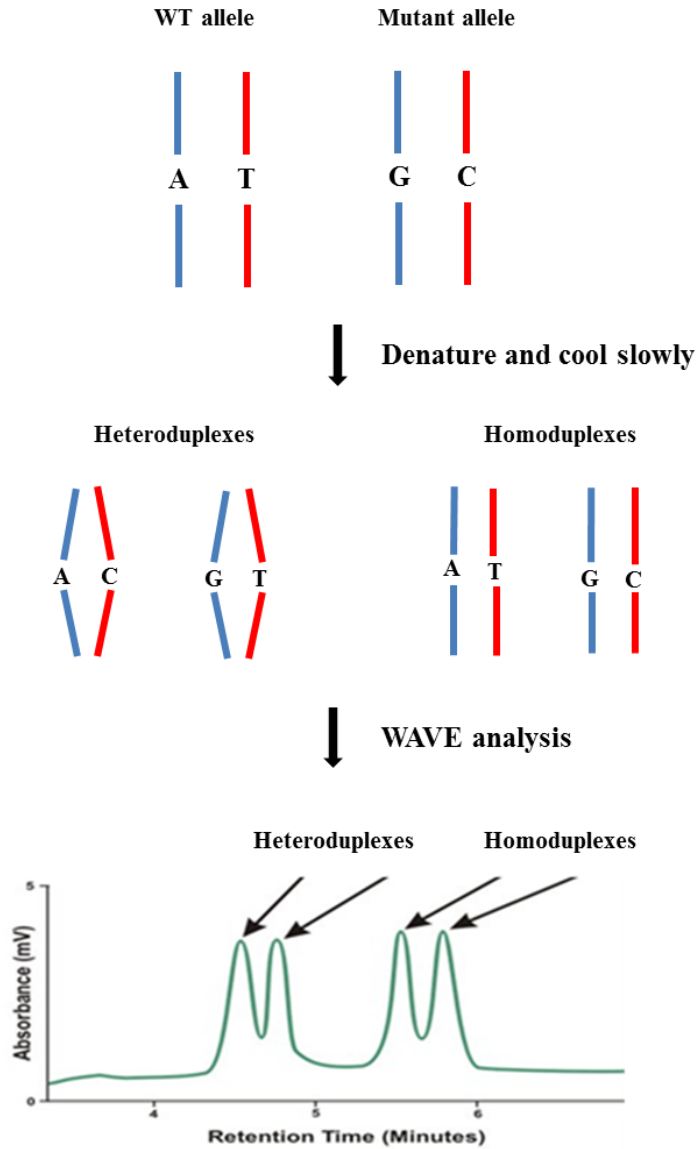 WT allele Mutant allele
A T G C
Denature and cool slowly
Heteroduplexes Homoduplexes
A C G T A T G C
WAVE analysis
Heteroduplexes Homoduplexes
5
Absorbance (mV)
0
4 5 6
Retention Time (Minutes)